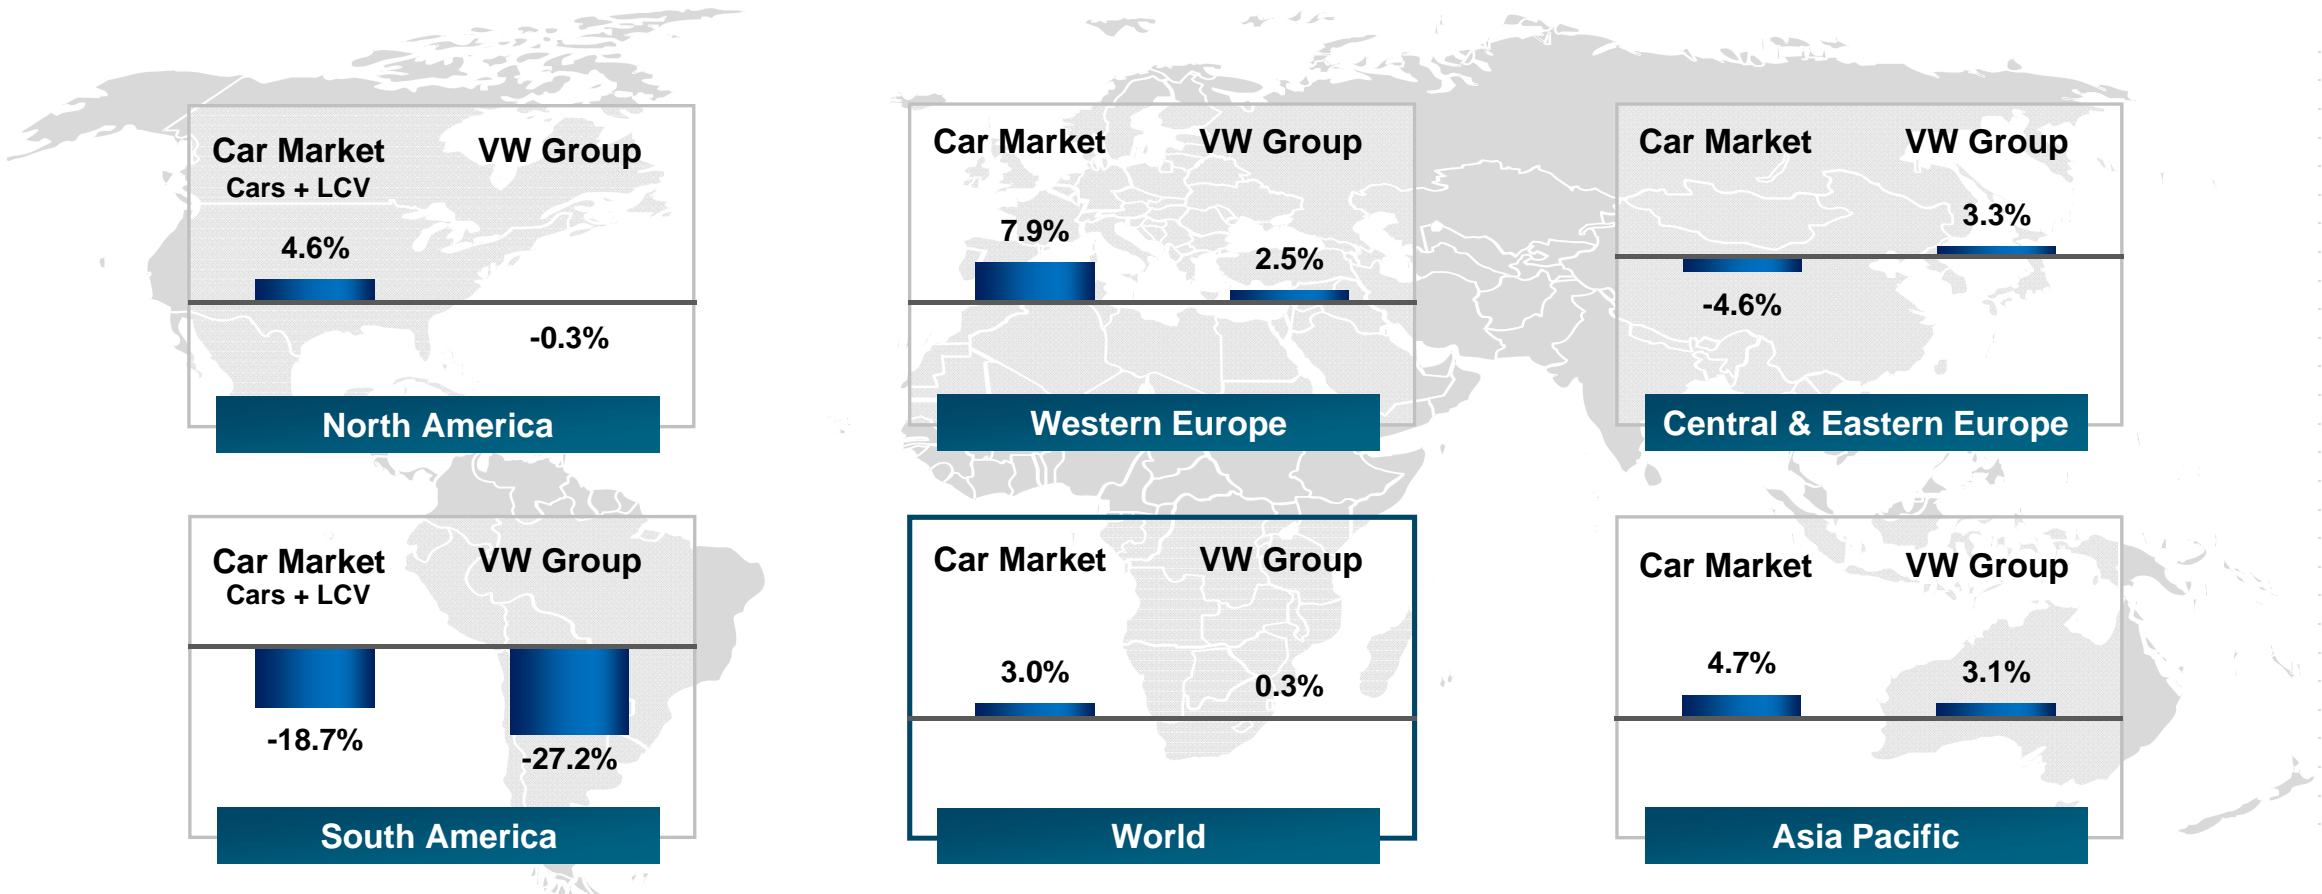 Car Market
Cars + LCV
VW Group
4.6%
-0.3%
North America
Car Market
VW Group
7.9%
2.5%
Western Europe
Car Market
VW Group
-4.6%
3.3%
Central & Eastern Europe
Car Market
Cars + LCV
VW Group
-18.7%
-27.2%
South America
Car Market
VW Group
3.0%
0.3%
World
Car Market
VW Group
4.7%
3.1%
Asia Pacific